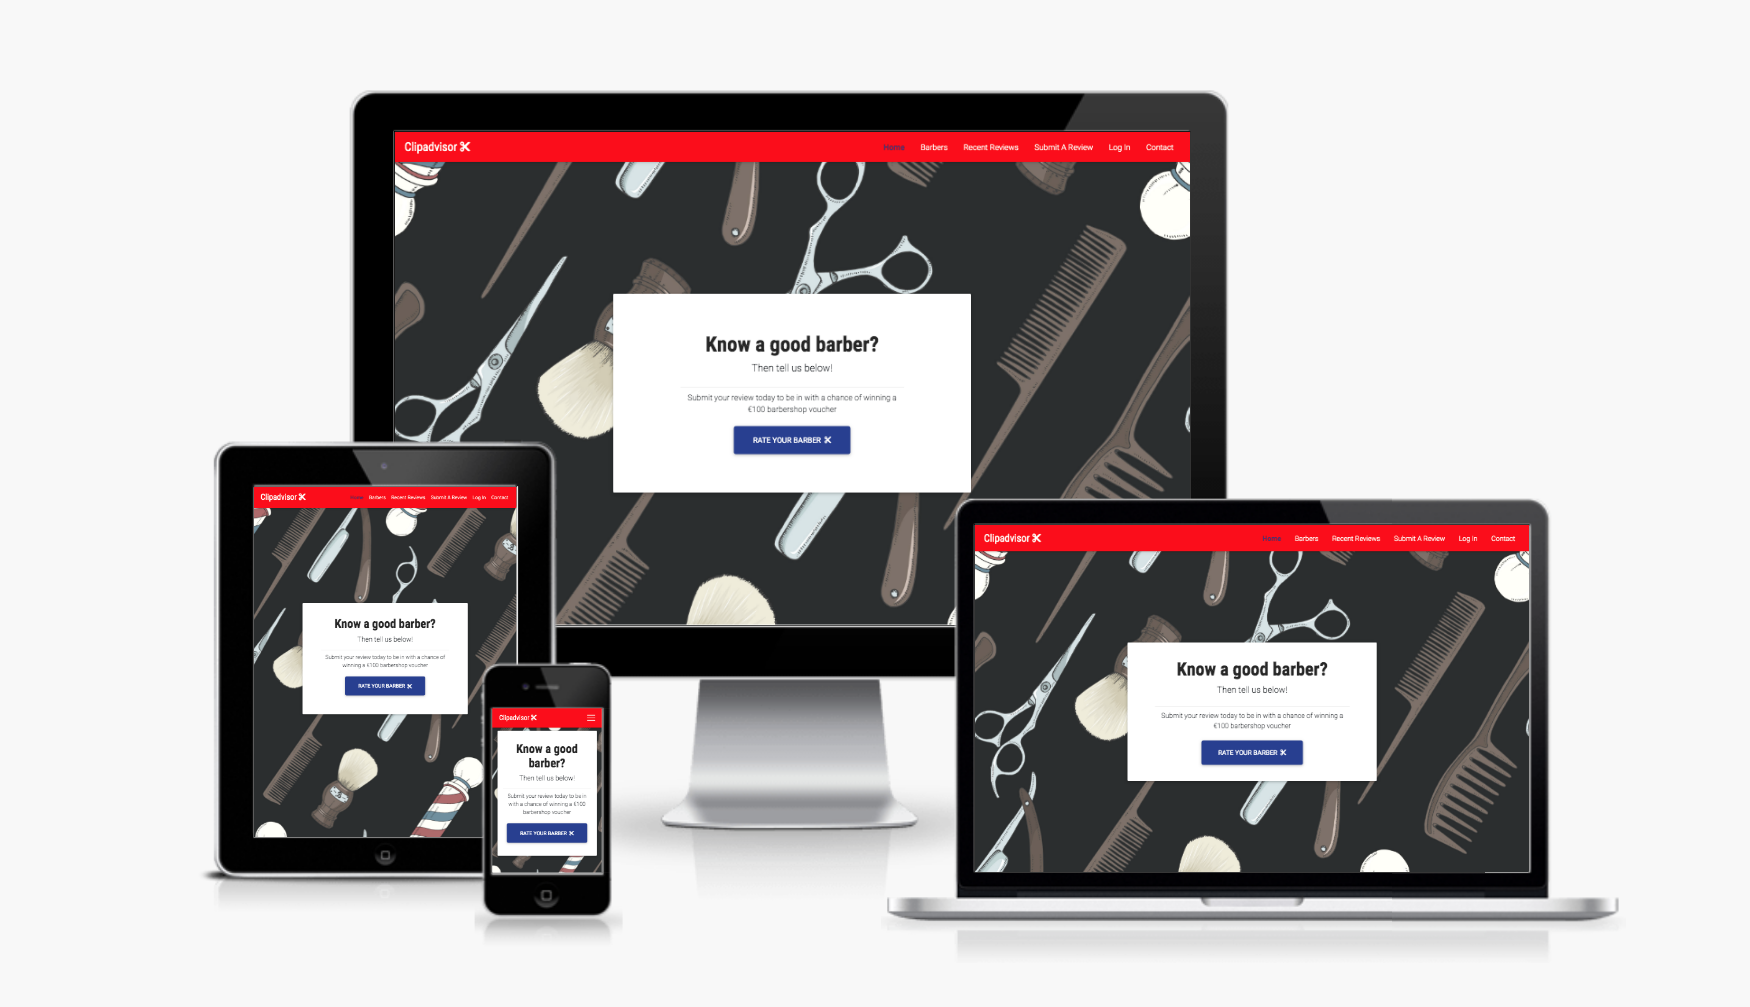 Clipadvisor
Home Barbers Recent Reviews Submit A Review Log In Contact
Know a good barber?
Then tell us below!
Submit your review today to be in with a chance of winning a
€100 barbershop voucher
RATE YOUR BARBER
Clipadvisor
Home Barbers Recent Reviews Submit A Review Log In Contact
Know a good barber?
Then tell us below!
Submit your review today to be in with a chance of
winning a €100 barbershop voucher
RATE YOUR BARBER
Clipadvisor
Know a good
barber?
Then tell us below!
Submit your review today to be in
with a chance of winning a €100
barbershop voucher
RATE YOUR BARBER
Clipadvisor
Home Barbers Recent Reviews Submit A Review Log In Contact
Know a good barber?
Then tell us below!
Submit your review today to be in with a chance of winning a
€100 barbershop voucher
RATE YOUR BARBER